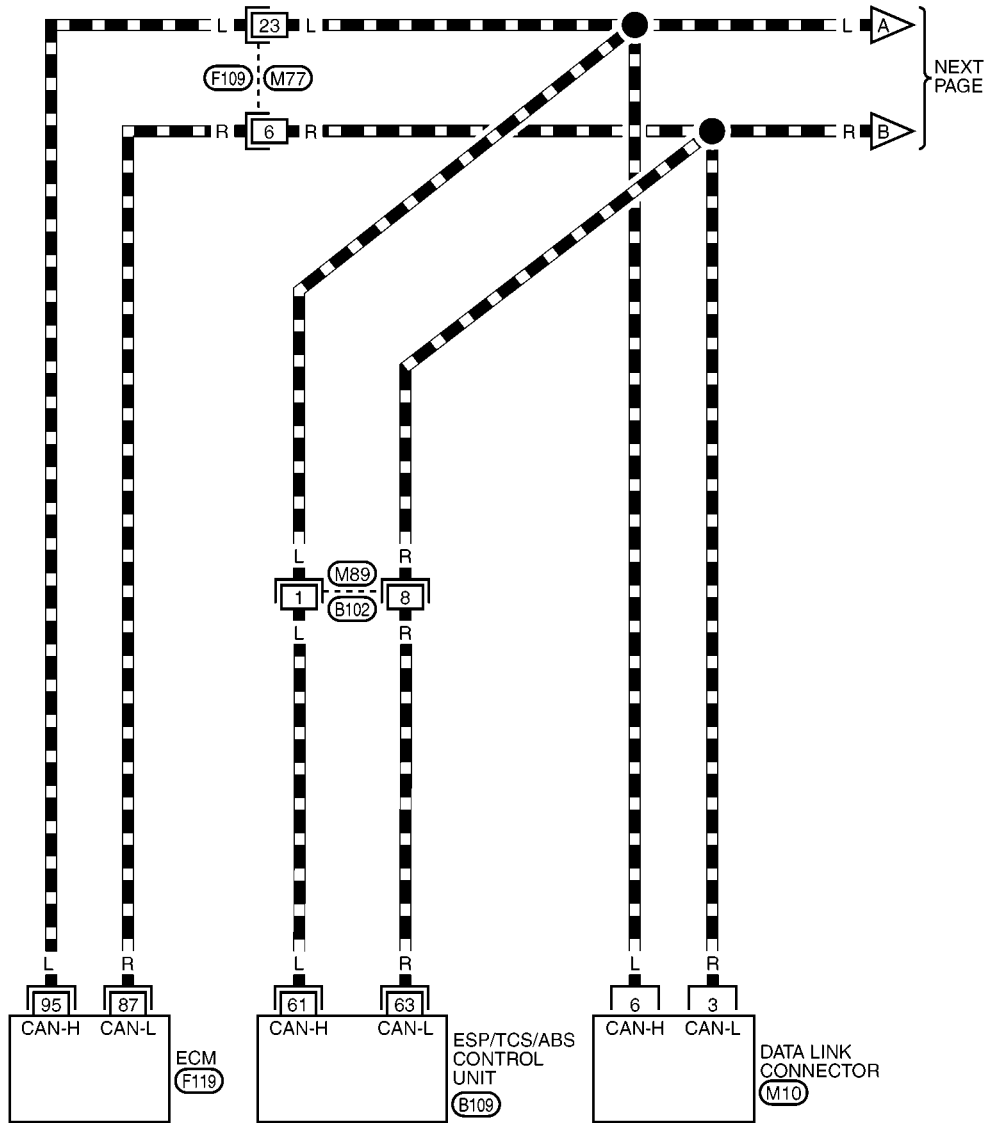 L 23 L L A
F109 M77
NEXT
PAGE
R 6 R R B
L R
M89
1 8
B102
L R
L R L R L R
95 87 61 63 6 3
CAN-H CAN-L CAN-H CAN-L CAN-H CAN-L
ECM
F119
ESP/TCS/ABS
CONTROL
UNIT
B109
DATA LINK
CONNECTOR
M10